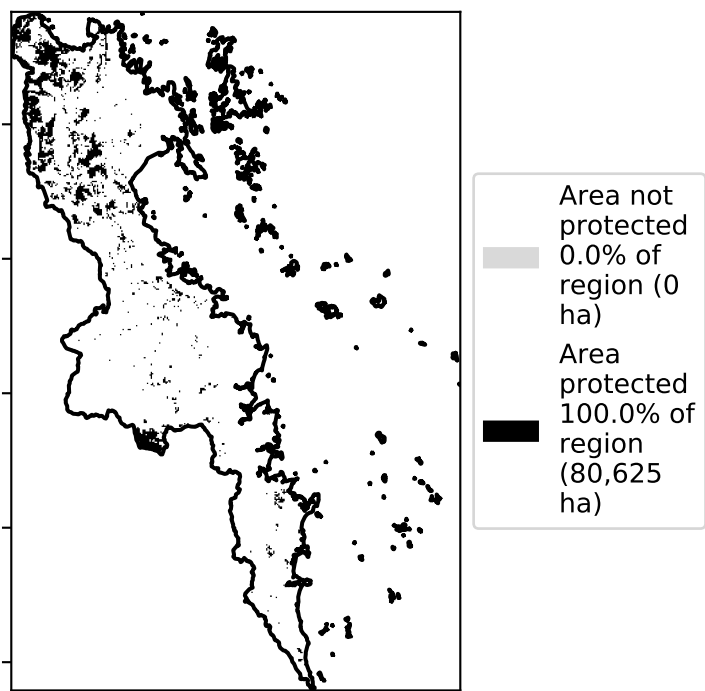 Area not
protected
0.0% of
region (0
ha)
Area
protected
100.0% of
region
(80,625
ha)